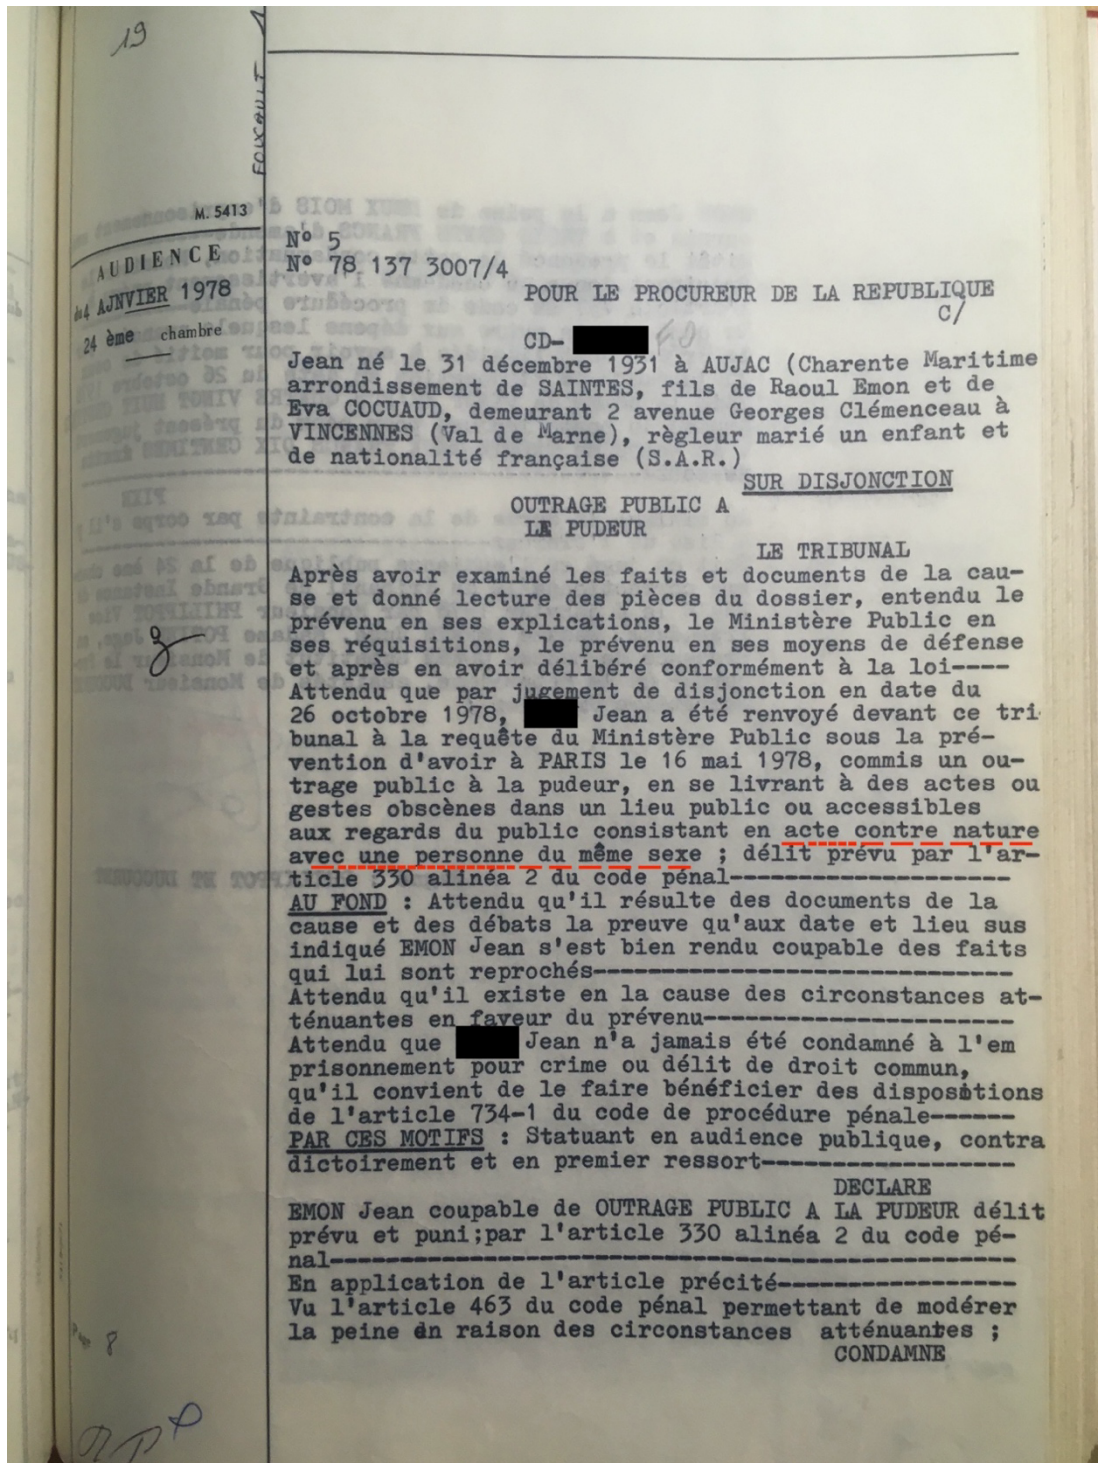 19
FOUCAULT
M. 5413
AUDIENCE
du 4 AJNVIER 1978
24 ème chambre
N° 5
N° 78 137 3007/4
POUR LE PROCUREUR DE LA REPUBLIQUE
C/
CD-
Jean né le 31 décembre 1931 à AUJAC (Charente Maritime
arrondissement de SAINTES, fils de Raoul Emon et de
Eva COCUAUD, demeurant 2 avenue Georges Clémenceau à
VINCENNES (Val de Marne), règleur marié un enfant et
de nationalité française (S.A.R.)
SUR DISJONCTION
OUTRAGE PUBLIC A
LA PUDEUR
LE TRIBUNAL
Après avoir examiné les faits et documents de la cau-
se et donné lecture des pièces du dossier, entendu le
prévenu en ses explications, le Ministère Public en
ses réquisitions, le prévenu en ses moyens de défense
et après en avoir délibéré conformément à la loi----
Attendu que par jugement de disjonction en date du
26 octobre 1978, Jean a été renvoyé devant ce tri
bunal à la requête du Ministère Public sous la pré-
vention d'avoir à PARIS le 16 mai 1978, commis un ou-
trage public à la pudeur, en se livrant à des actes ou
gestes obscènes dans un lieu public ou accessibles
aux regards du public consistant en acte contre nature
avec une personne du même sexe ; délit prévu par l'ar-
ticle 330 alinéa 2 du code pénal---------------------
AU FOND : Attendu qu'il résulte des documents de la
cause et des débats la preuve qu'aux date et lieu sus
indiqué EMON Jean s'est bien rendu coupable des faits
qui lui sont reprochés-------------------------------
Attendu qu'il existe en la cause des circonstances at-
ténuantes en faveur du prévenu-----------------------
Attendu que Jean n'a jamais été condamné à l'em
prisonnement pour crime ou délit de droit commun,
qu'il convient de le faire bénéficier des dispositions
de l'article 734-1 du code de procédure pénale------
PAR CES MOTIFS : Statuant en audience publique, contra
dictoirement et en premier ressort-------------------
DECLARE
EMON Jean coupable de OUTRAGE PUBLIC A LA PUDEUR délit
prévu et puni;par l'article 330 alinéa 2 du code pé-
nal---------------------------------------------------
En application de l'article précité------------------
Vu l'article 463 du code pénal permettant de modérer
la peine en raison des circonstances atténuantes ;
CONDAMNE
8